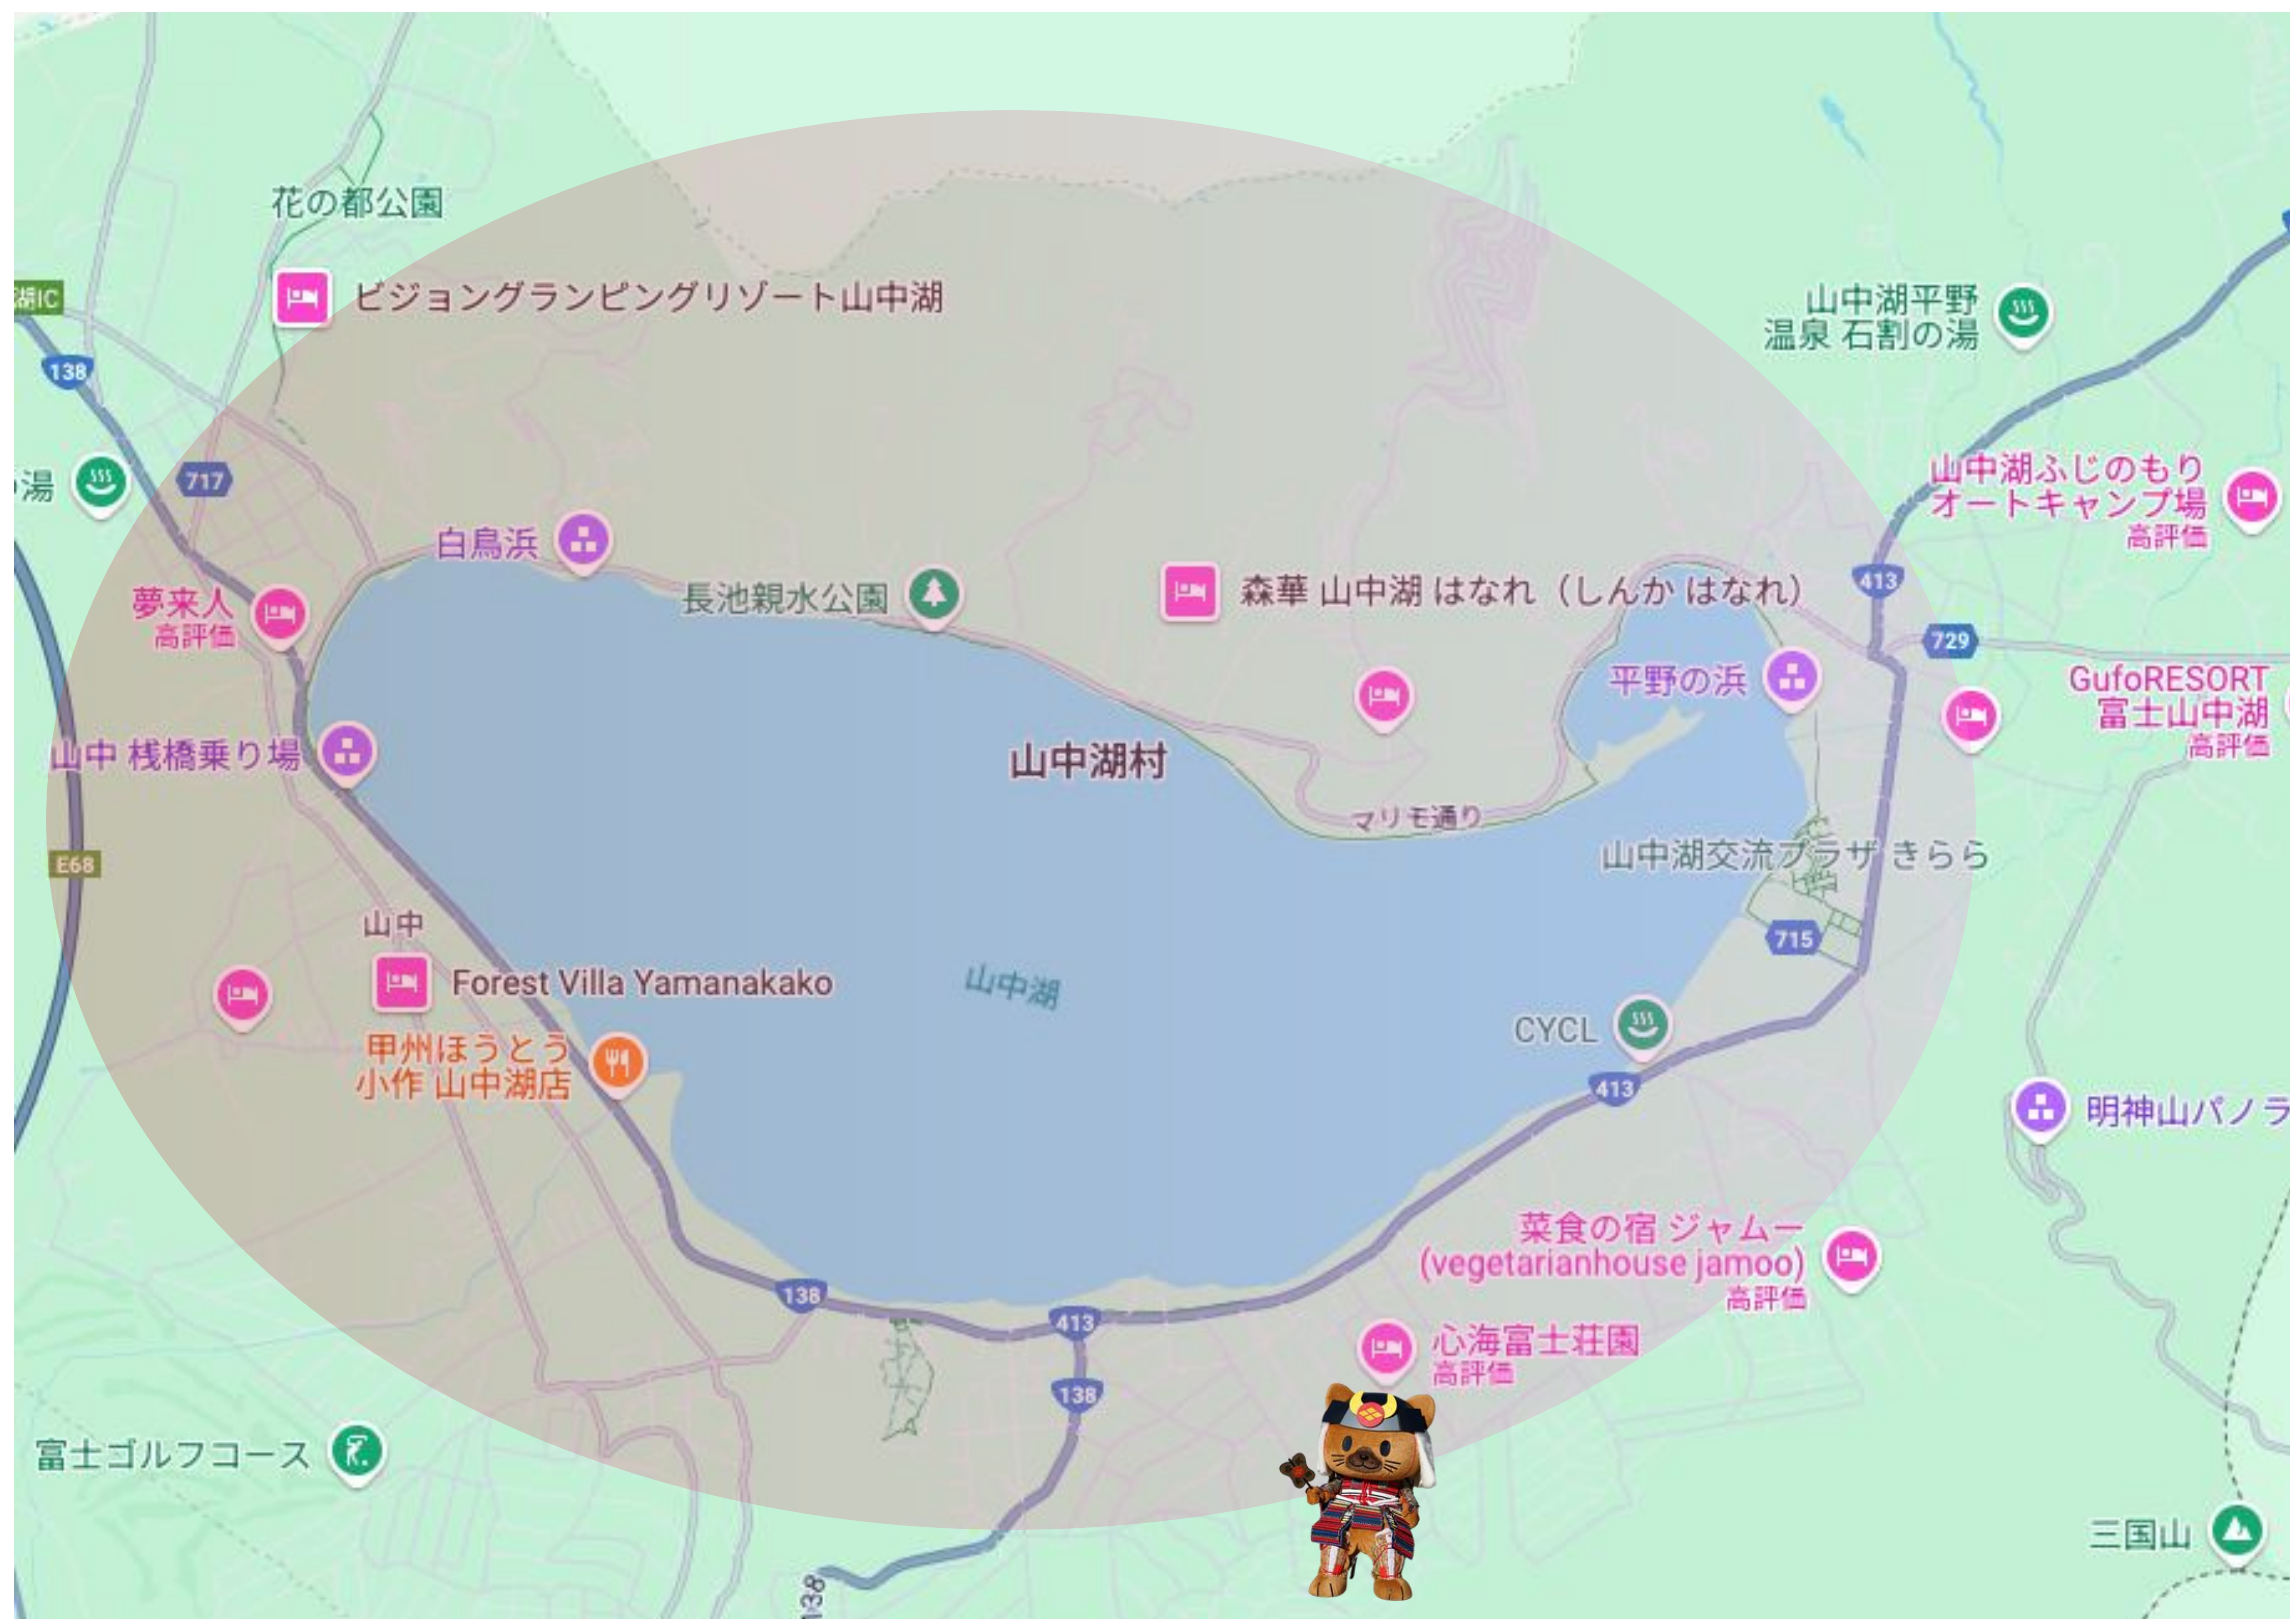 花の都公園
湖IC
ビジョングランピングリゾート山中湖
山中湖平野
温泉 石割の湯
138
717
湯
山中湖ふじのもり
オートキャンプ場
高評価
白鳥浜
長池親水公園
森華 山中湖 はなれ（しんか はなれ）
413
夢来人
高評価
729
平野の浜
GufoRESORT
富士山中湖
高評価
山中 桟橋乗り場
山中湖村
マリモ通り
E68
山中湖交流プラザ きらら
山中
715
Forest Villa Yamanakako
山中湖
CYCL
甲州ほうとう
小作 山中湖店
413
明神山パノラ
菜食の宿 ジャムー
(vegetarianhouse jamoo)
高評価
138
413
心海富士荘園
高評価
138
富士ゴルフコース
三国山
138